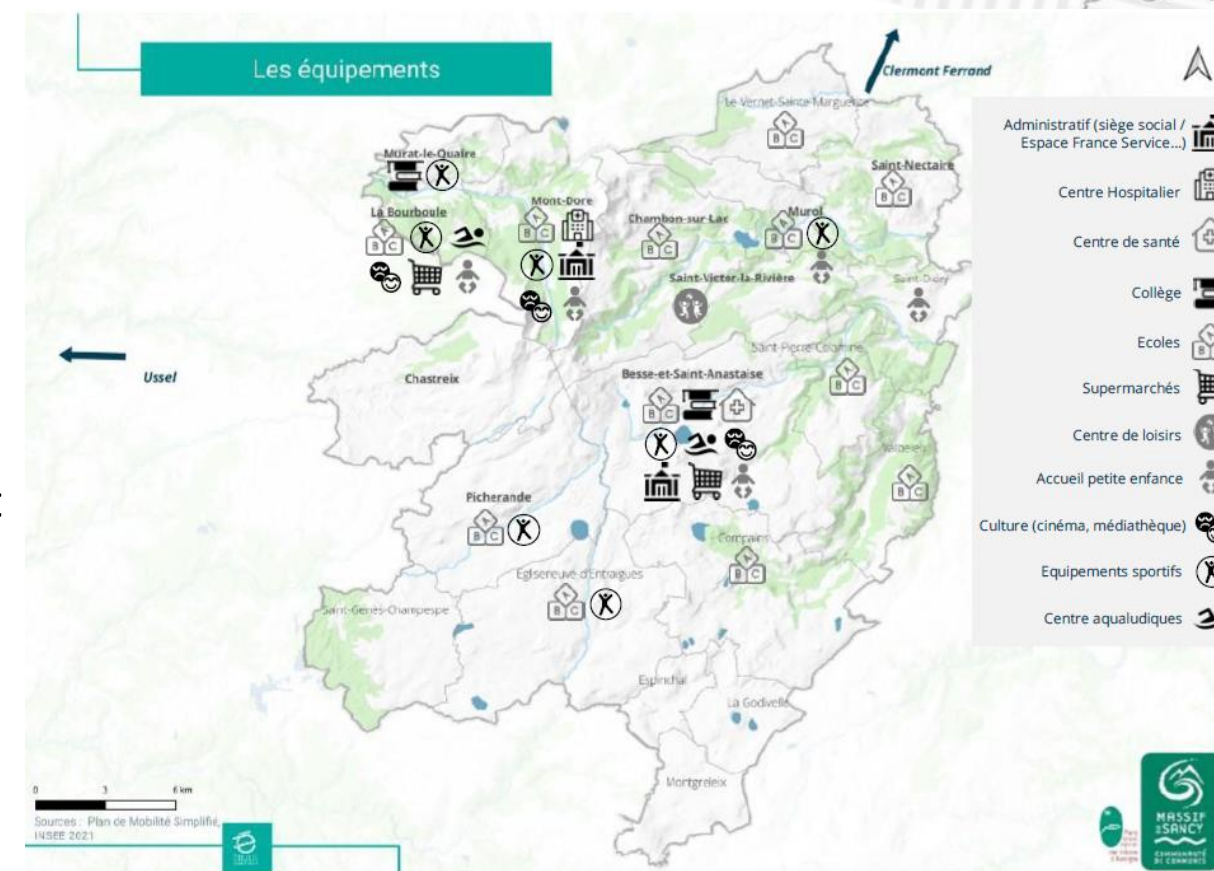 Les équipements
Clermont Ferrand
Le Vernet-Sainte Marguerite
Murat-le-Quaire
Saint-Nectaire
La Bourboule
Mont-Dore
Chambon-sur-Lac
Murol
Saint-Victor-la-Rivière
Saint-Diéry
Saint-Pierre-Colamine
Ussel
Chastreix
Besse-et-Saint-Anastaise
Valbeleix
Picherande
Compains
Egliseneuve-d'Entraigues
Saint-Genès-Champespe
Espinchal
La Godivelle
Montgreleix
Administratif (siège social /
Espace France Service...)
Centre Hospitalier
Centre de santé
Collège
Ecoles
Supermarchés
Centre de loisirs
Accueil petite enfance
Culture (cinéma, médiathèque)
Equipements sportifs
Centre aqualudiques
0 3 6 km
Sources : Plan de Mobilité Simplifié,
INSEE 2021
MASSIF
SANCY
COMMUNAUTÉ
DE COMMUNES